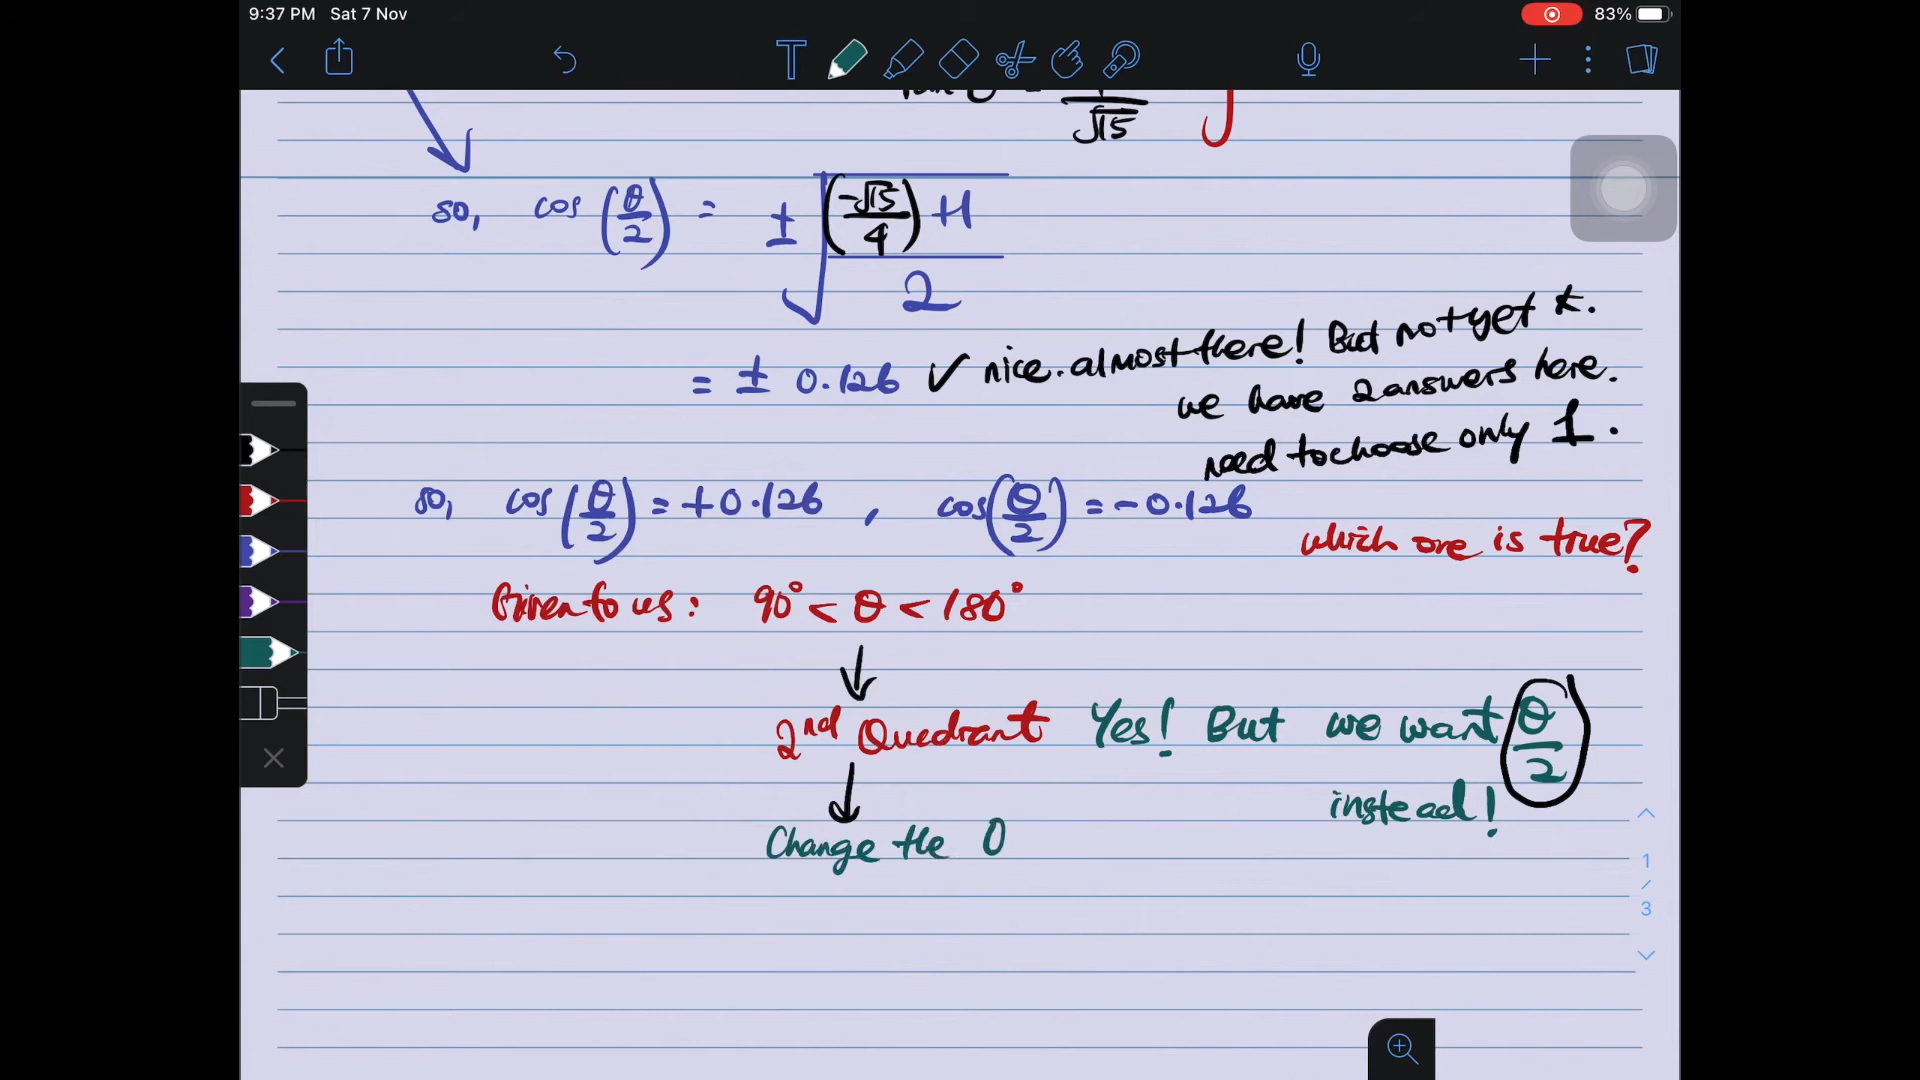 9:37 PM Sat 7 Nov
83%
√15
so, cos(θ/2) = ± √(((-√15/4) + 1)/2)
= ± 0.126 ✓ nice. almost there! But not yet k.
we have 2 answers here.
need to choose only 1.
so, cos(θ/2) = +0.126 , cos(θ/2) = -0.126
which one is true?
Given to us: 90° < θ < 180°
↓
2nd Quadrant Yes! But we want θ/2
instead!
↓
Change the
1
/
3